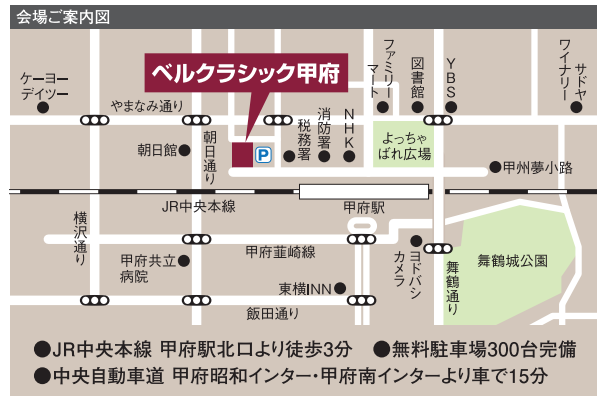 会場ご案内図
ベルクラシック甲府
ケーヨー
デイツー
やまなみ通り
朝日館
朝日通り
P
税務署
消防署
NHK
ファミリー
マート
図書館
YBS
サドヤ
ワイナリー
よっちゃ
ばれ広場
甲州夢小路
JR中央本線
甲府駅
横沢通り
甲府共立
病院
甲府韮崎線
ヨドバシ
カメラ
舞鶴城公園
舞鶴通り
東横INN
飯田通り
●JR中央本線 甲府駅北口より徒歩3分 ●無料駐車場300台完備
●中央自動車道 甲府昭和インター・甲府南インターより車で15分